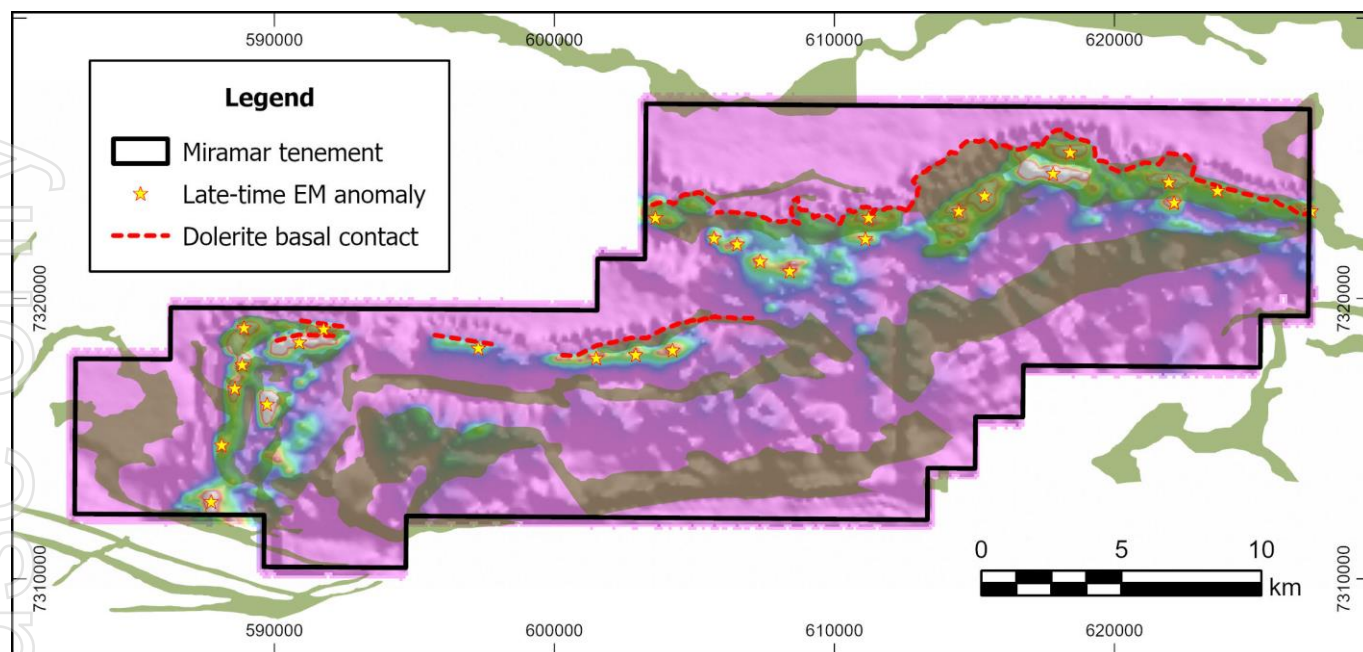 590000 600000 610000 620000
Legend
Miramar tenement
Late-time EM anomaly
Dolerite basal contact
7320000 7320000
7310000 7310000
0 5 10
km
590000 600000 610000 620000